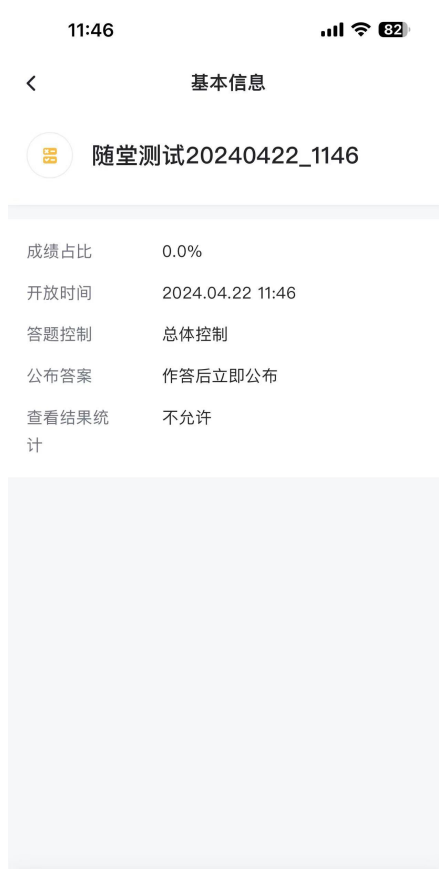 11:46
82
基本信息
随堂测试20240422_1146
成绩占比 0.0%
开放时间 2024.04.22 11:46
答题控制 总体控制
公布答案 作答后立即公布
查看结果统 不允许
计